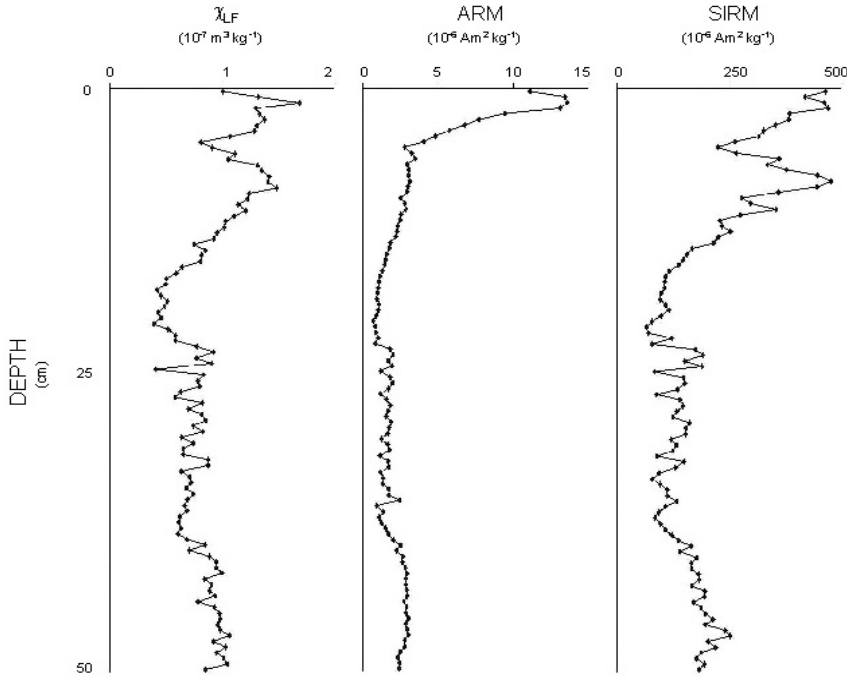 χLF ARM SIRM
(10⁻⁷ m³ kg⁻¹) (10⁻⁶ Am² kg⁻¹) (10⁻⁶ Am² kg⁻¹)
0 1 2 0 5 10 15 0 250 500
0
DEPTH
(cm)
25
50